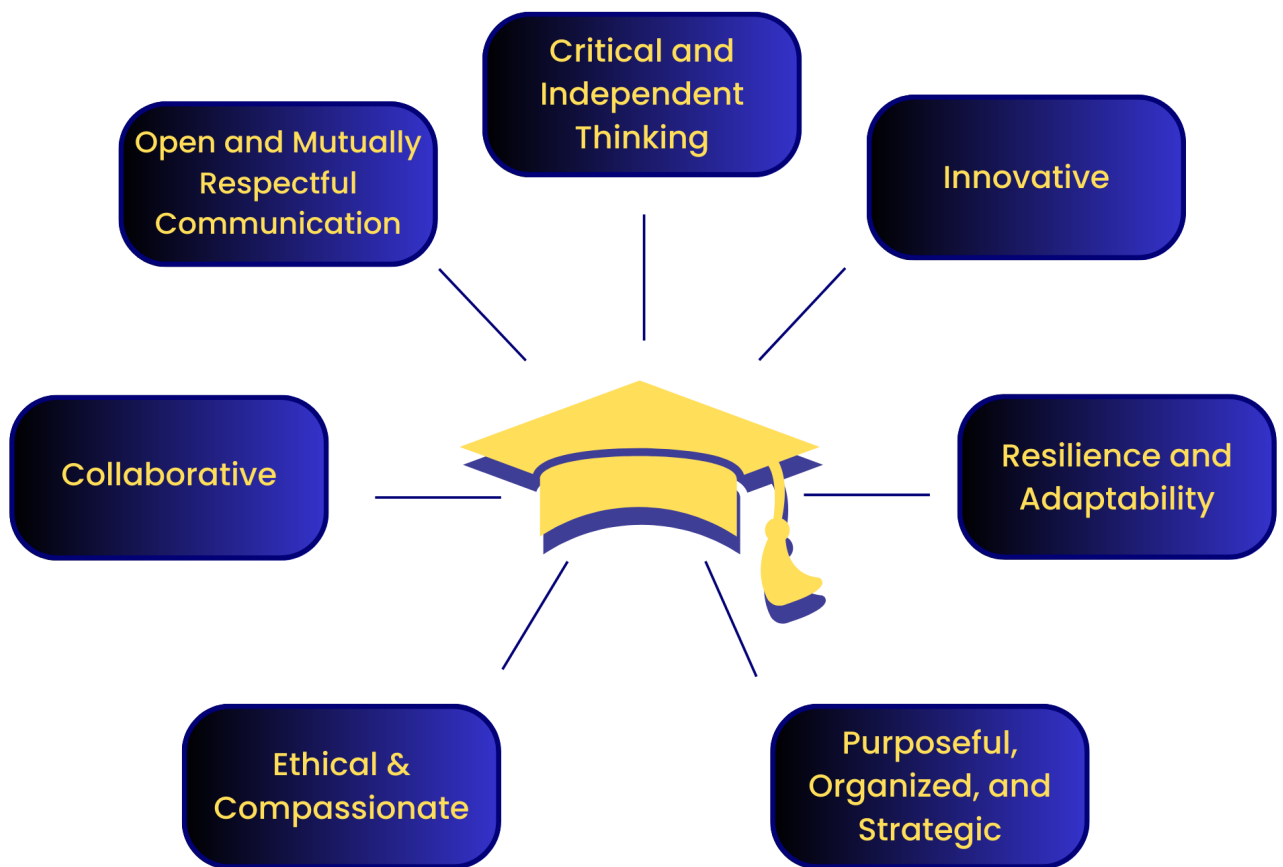 Critical and
Independent
Thinking
Open and Mutually
Respectful
Communication
Innovative
Collaborative
Resilience and
Adaptability
Ethical &
Compassionate
Purposeful,
Organized, and
Strategic